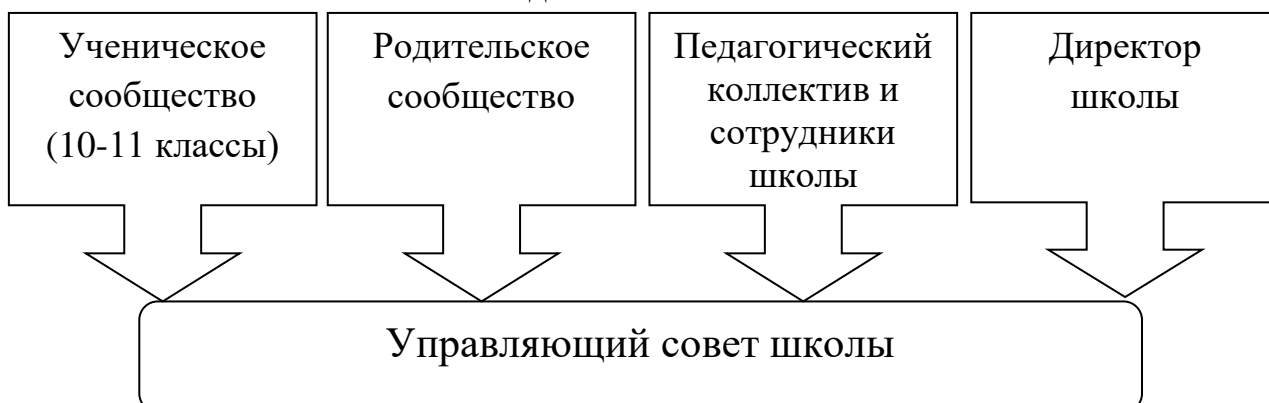 Ученическое
сообщество
(10-11 классы)
Родительское
сообщество
Педагогический
коллектив и
сотрудники
школы
Директор
школы
Управляющий совет школы